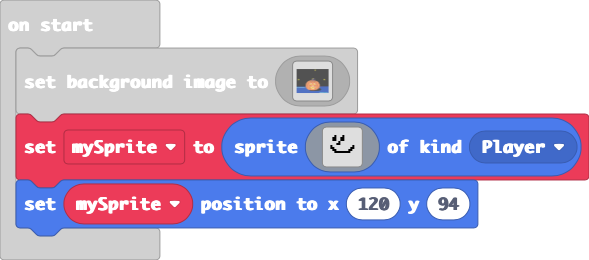 on start
set background image to
set mySprite to sprite of kind Player
set mySprite position to x 120 y 94